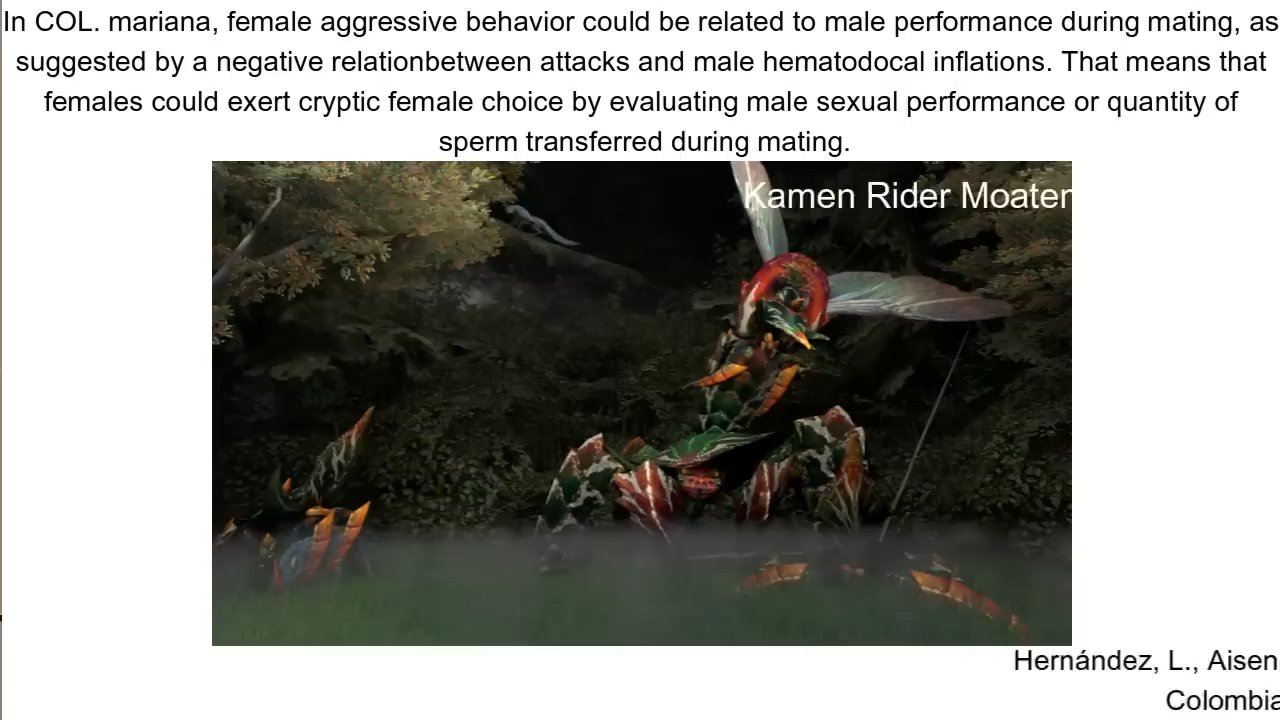 In COL. mariana, female aggressive behavior could be related to male performance during mating, as
suggested by a negative relationbetween attacks and male hematodocal inflations. That means that
females could exert cryptic female choice by evaluating male sexual performance or quantity of
sperm transferred during mating.
Kamen Rider Moater
Hernández, L., Aisen
Colombia